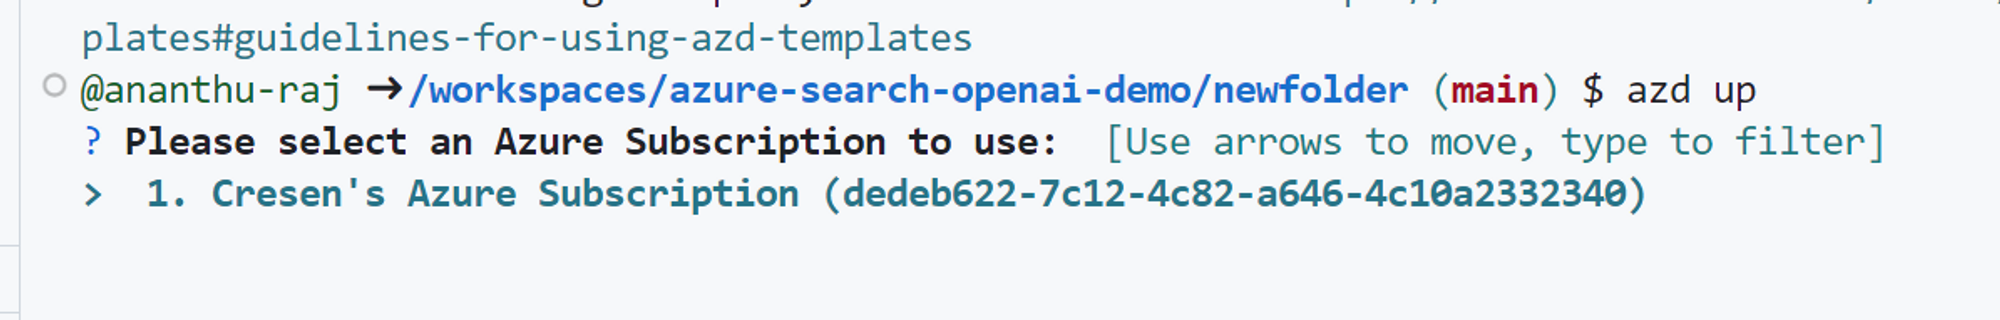 plates#guidelines-for-using-azd-templates
@ananthu-raj →/workspaces/azure-search-openai-demo/newfolder (main) $ azd up
? Please select an Azure Subscription to use:  [Use arrows to move, type to filter]
>  1. Cresen's Azure Subscription (dedeb622-7c12-4c82-a646-4c10a2332340)